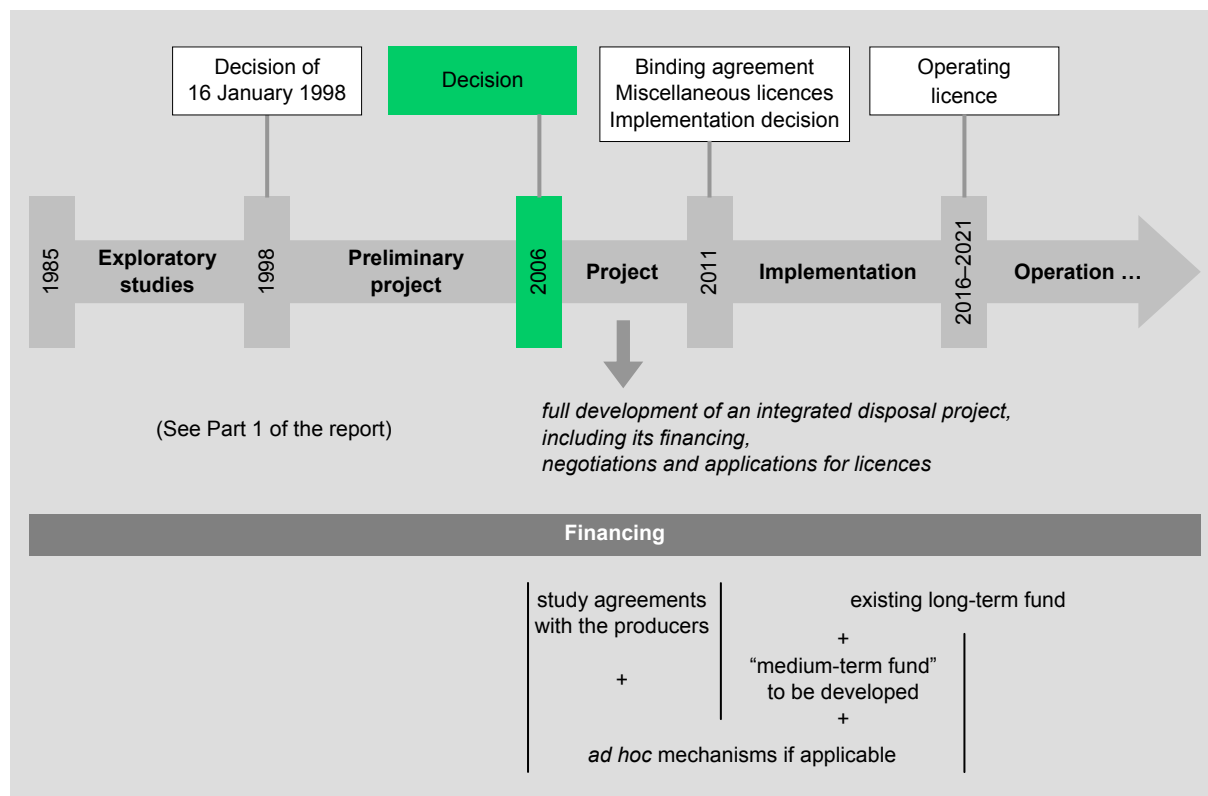 Decision of
16 January 1998
Decision
Binding agreement
Miscellaneous licences
Implementation decision
Operating
licence
1985
Exploratory
studies
1998
Preliminary
project
2006
Project
2011
Implementation
2016–2021
Operation …
(See Part 1 of the report)
full development of an integrated disposal project,
including its financing,
negotiations and applications for licences
Financing
study agreements
with the producers
+
existing long-term fund
+
“medium-term fund”
to be developed
+
ad hoc mechanisms if applicable